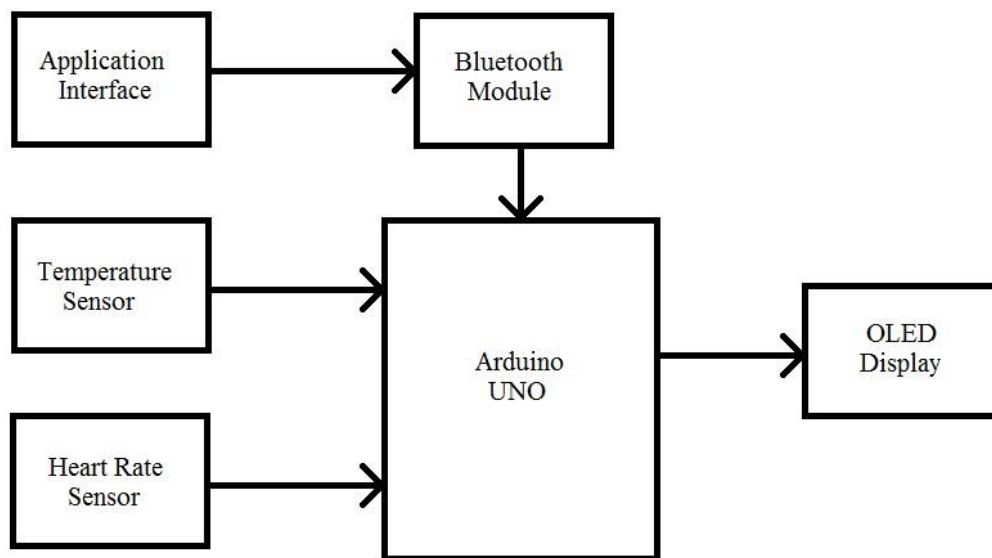 Application
Interface
Bluetooth
Module
Temperature
Sensor
Arduino
UNO
OLED
Display
Heart Rate
Sensor